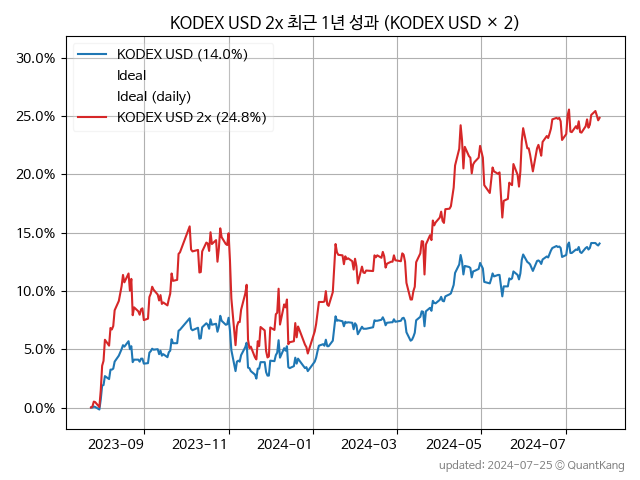 KODEX USD 2x 최근 1년 성과 (KODEX USD × 2)
KODEX USD (14.0%)
Ideal
Ideal (daily)
KODEX USD 2x (24.8%)
30.0%
25.0%
20.0%
15.0%
10.0%
5.0%
0.0%
2023-09 2023-11 2024-01 2024-03 2024-05 2024-07
updated: 2024-07-25 © QuantKang